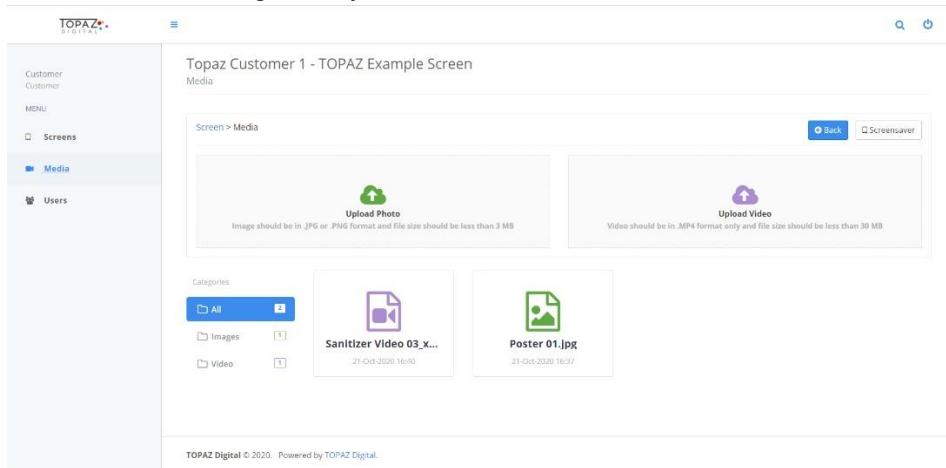 TOPAZ
DIGITAL
Customer
Customer
MENU
Screens
Media
Users
Topaz Customer 1 - TOPAZ Example Screen
Media
Screen > Media
Back
Screensaver
Upload Photo
Image should be in .JPG or .PNG format and file size should be less than 3 MB
Upload Video
Video should be in .MP4 format only and file size should be less than 30 MB
Categories
All 2
Images 1
Video 1
Sanitizer Video 03_x...
21-Oct-2020 16:40
Poster 01.jpg
21-Oct-2020 16:37
TOPAZ Digital © 2020. Powered by TOPAZ Digital.